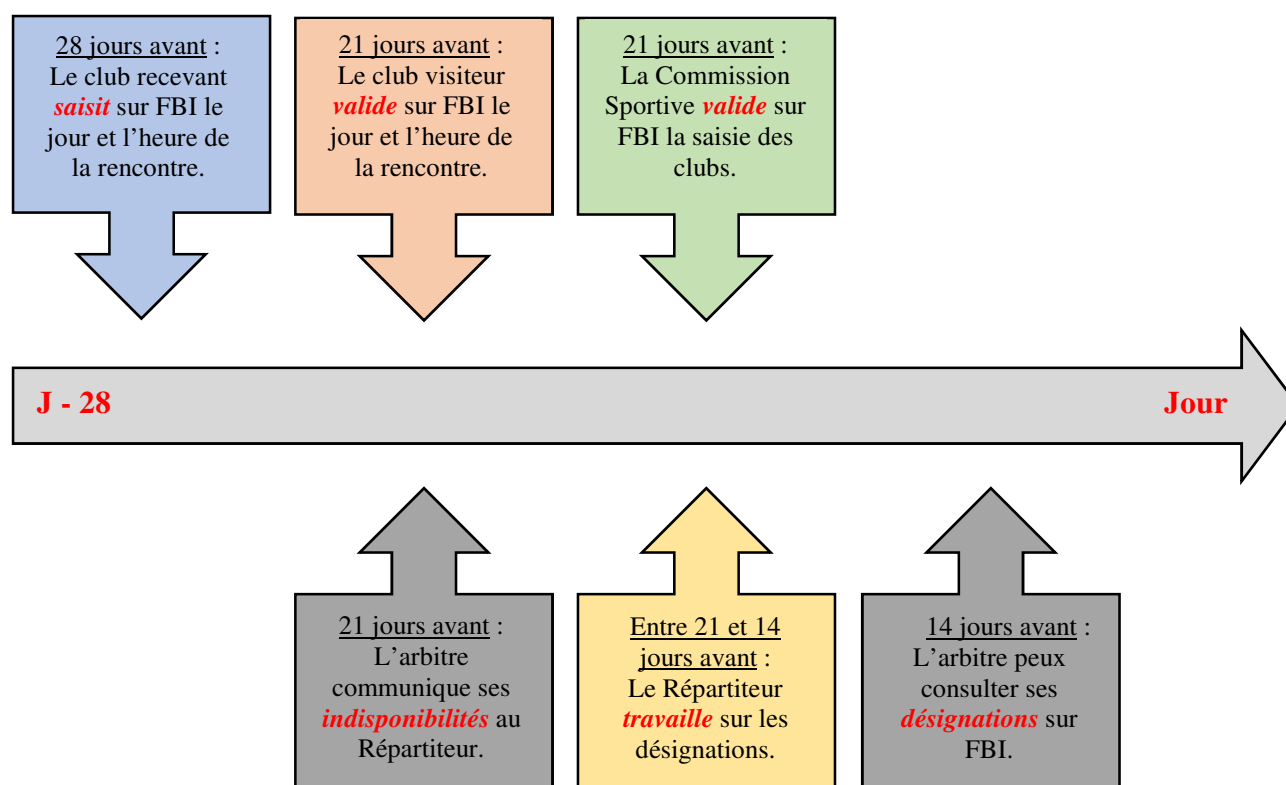 28 jours avant :
Le club recevant
saisit sur FBI le
jour et l’heure de
la rencontre.
21 jours avant :
Le club visiteur
valide sur FBI le
jour et l’heure de
la rencontre.
21 jours avant :
La Commission
Sportive valide sur
FBI la saisie des
clubs.
J - 28
Jour
21 jours avant :
L’arbitre
communique ses
indisponibilités au
Répartiteur.
Entre 21 et 14
jours avant :
Le Répartiteur
travaille sur les
désignations.
14 jours avant :
L’arbitre peux
consulter ses
désignations sur
FBI.